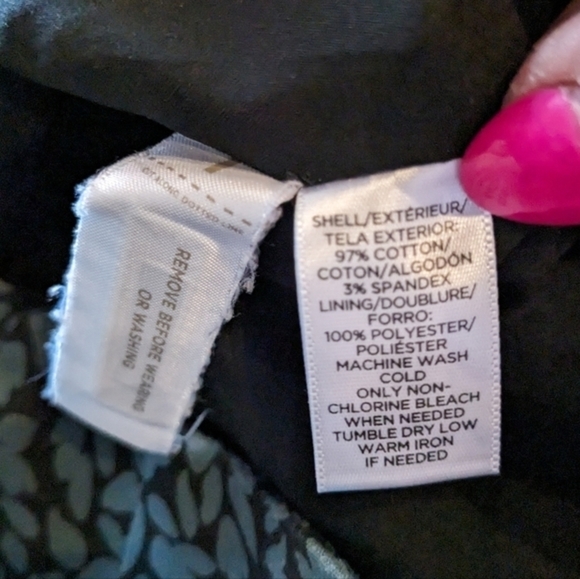 REMOVE BEFORE WEARING
OR WASHING
SHELL/EXTÉRIEUR/
TELA EXTERIOR:
97% COTTON/
COTON/ALGODÓN
3% SPANDEX
LINING/DOUBLURE/
FORRO:
100% POLYESTER/
POLIÉSTER
MACHINE WASH
COLD
ONLY NON-
CHLORINE BLEACH
WHEN NEEDED
TUMBLE DRY LOW
WARM IRON
IF NEEDED